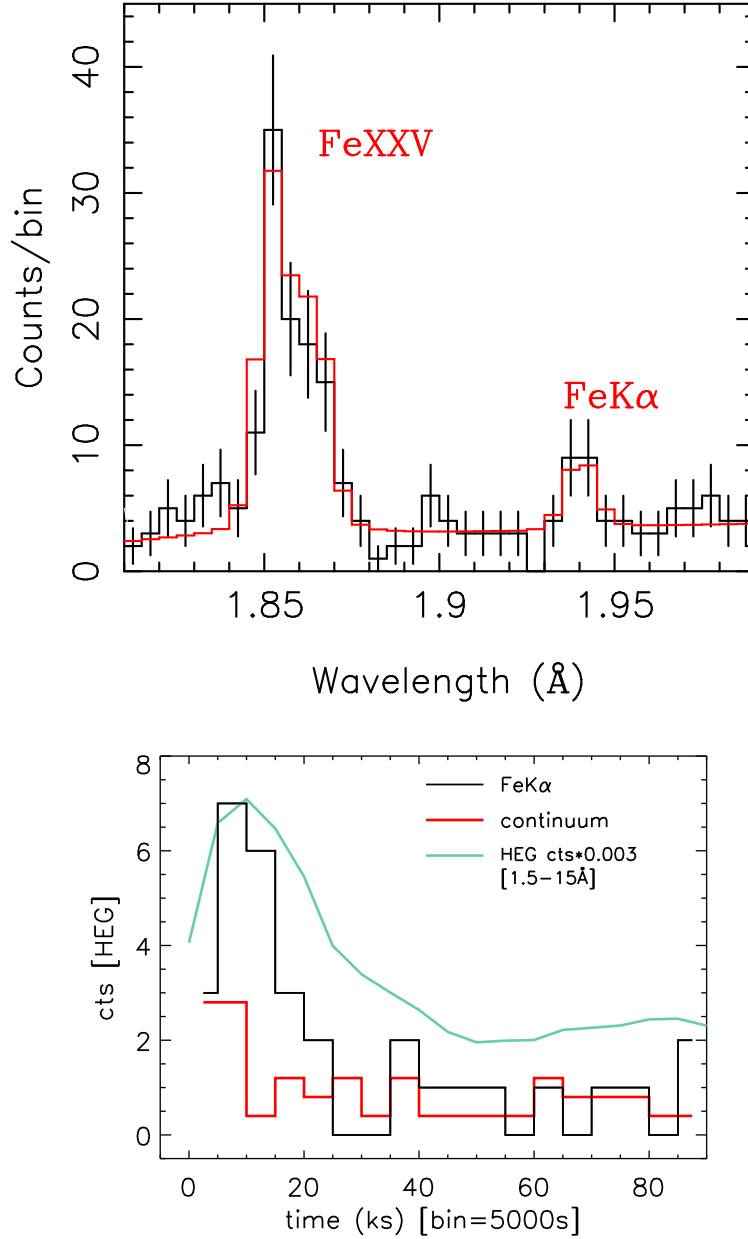 40
30
20
10
0
Counts/bin
FeXXV
FeKα
1.85
1.9
1.95
Wavelength (Å)
8
6
4
2
0
cts [HEG]
FeKα
continuum
HEG cts*0.003
[1.5−15Å]
0
20
40
60
80
time (ks) [bin=5000s]